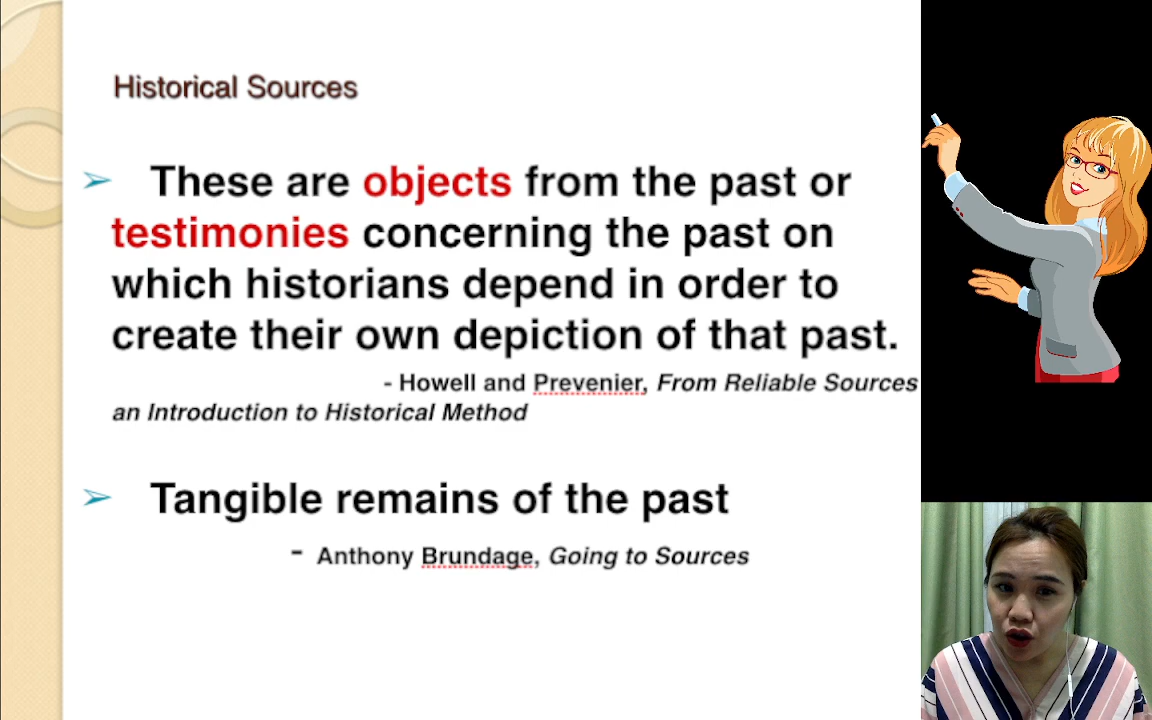 Historical Sources
➢ These are objects from the past or
testimonies concerning the past on
which historians depend in order to
create their own depiction of that past.
- Howell and Prevenier, From Reliable Sources
an Introduction to Historical Method
➢ Tangible remains of the past
- Anthony Brundage, Going to Sources